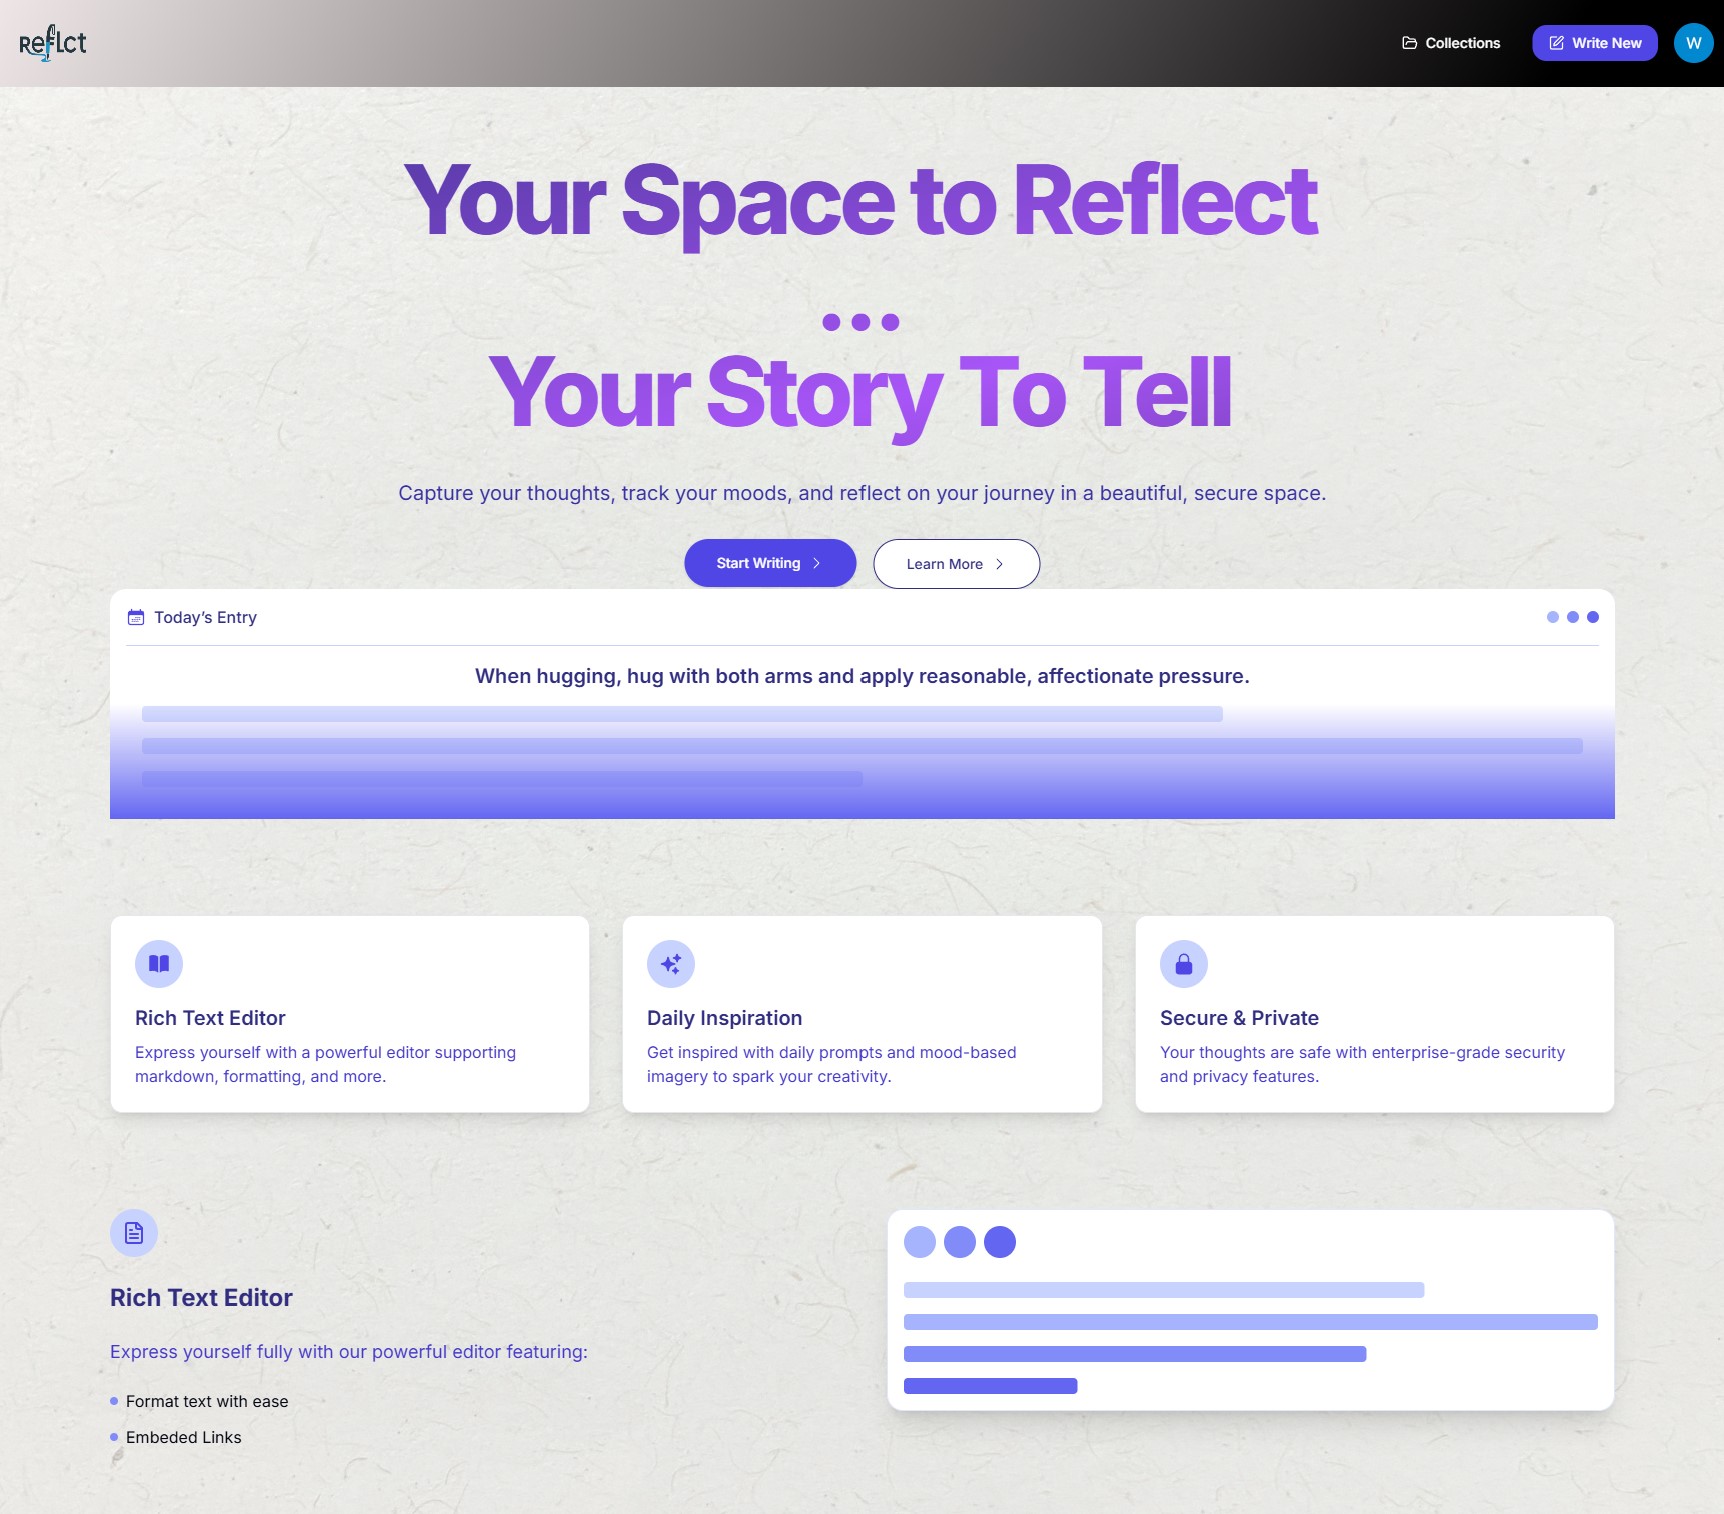 Reflct
Collections
Write New
W
Your Space to Reflect
...
Your Story To Tell
Capture your thoughts, track your moods, and reflect on your journey in a beautiful, secure space.
Start Writing
Learn More
Today’s Entry
When hugging, hug with both arms and apply reasonable, affectionate pressure.
Rich Text Editor
Express yourself with a powerful editor supporting
markdown, formatting, and more.
Daily Inspiration
Get inspired with daily prompts and mood-based
imagery to spark your creativity.
Secure & Private
Your thoughts are safe with enterprise-grade security
and privacy features.
Rich Text Editor
Express yourself fully with our powerful editor featuring:
Format text with ease
Embeded Links